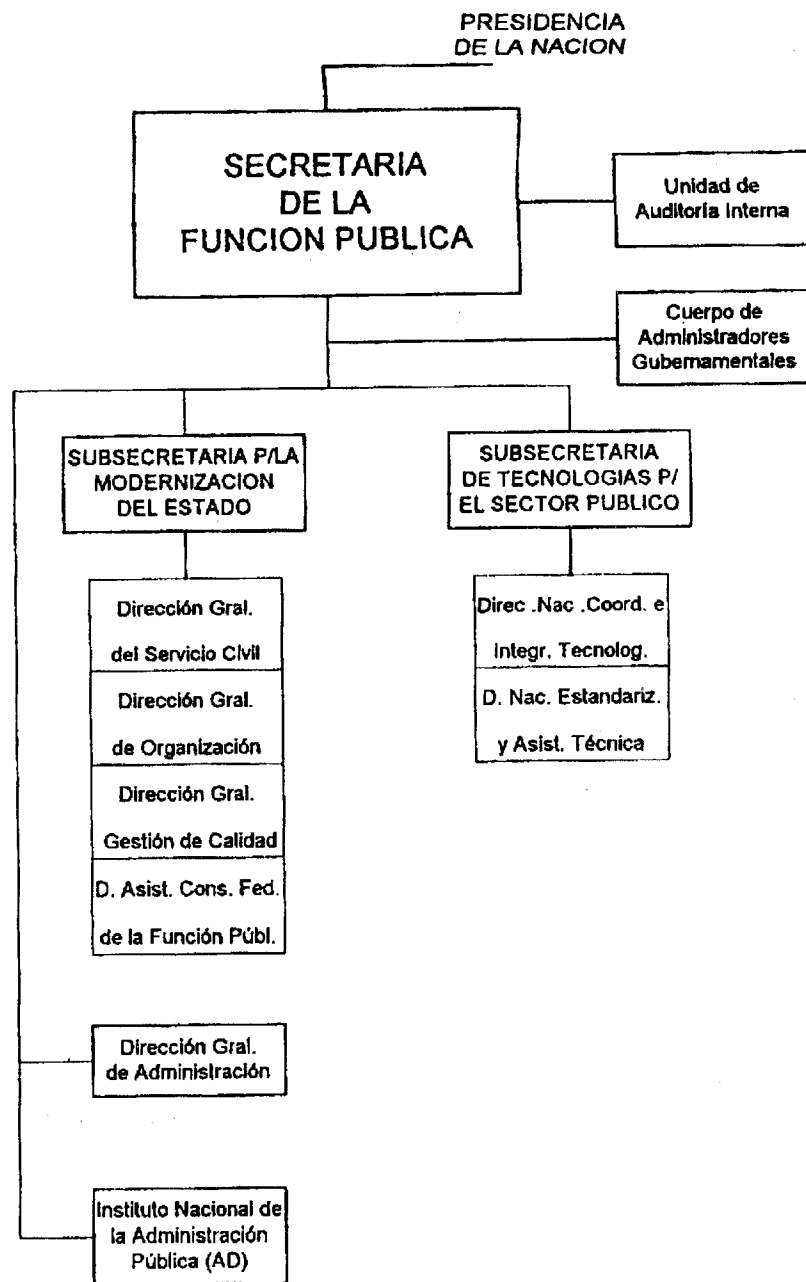 PRESIDENCIA
DE LA NACION
SECRETARIA
DE LA
FUNCION PUBLICA
Unidad de
Auditoría Interna
Cuerpo de
Administradores
Gubernamentales
SUBSECRETARIA P/LA
MODERNIZACION
DEL ESTADO
SUBSECRETARIA
DE TECNOLOGIAS P/
EL SECTOR PUBLICO
Dirección Gral.
del Servicio Civil
Dirección Gral.
de Organización
Dirección Gral.
Gestión de Calidad
D. Asist. Cons. Fed.
de la Función Públ.
Direc .Nac .Coord. e
Integr. Tecnolog.
D. Nac. Estandariz.
y Asist. Técnica
Dirección Gral.
de Administración
Instituto Nacional de
la Administración
Pública (AD)